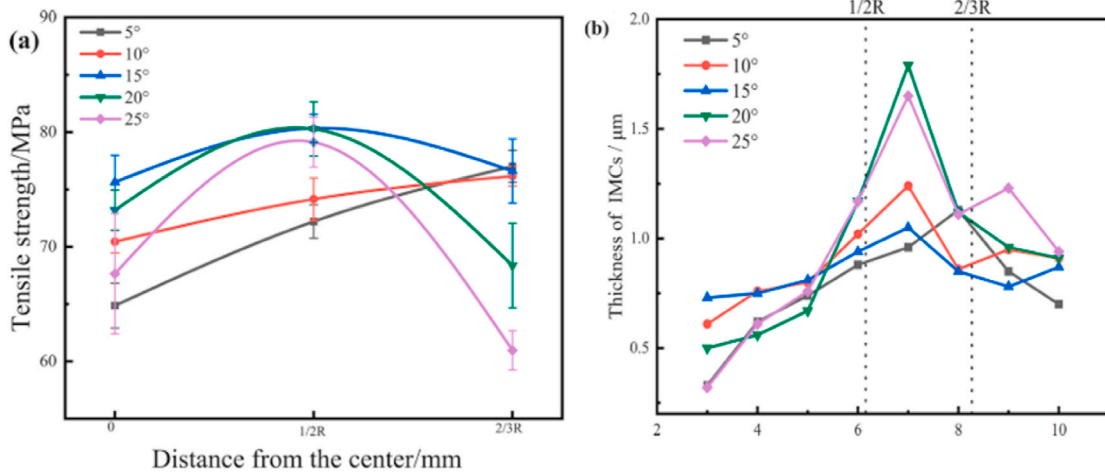 (a)
5°
10°
15°
20°
25°
90
80
70
60
Tensile strength/MPa
0
1/2R
2/3R
Distance from the center/mm
(b)
1/2R
2/3R
5°
10°
15°
20°
25°
2.0
1.5
1.0
0.5
Thickness of IMCs / μm
2
4
6
8
10